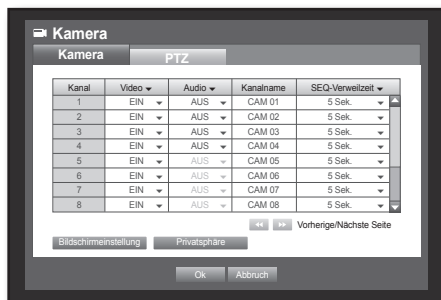 Kamera
Kamera PTZ
Kanal Video Audio Kanalname SEQ-Verweilzeit
1 EIN AUS CAM 01 5 Sek.
2 EIN AUS CAM 02 5 Sek.
3 EIN AUS CAM 03 5 Sek.
4 EIN AUS CAM 04 5 Sek.
5 EIN AUS CAM 05 5 Sek.
6 EIN AUS CAM 06 5 Sek.
7 EIN AUS CAM 07 5 Sek.
8 EIN AUS CAM 08 5 Sek.
Vorherige/Nächste Seite
Bildschirmeinstellung Privatsphäre
Ok Abbruch